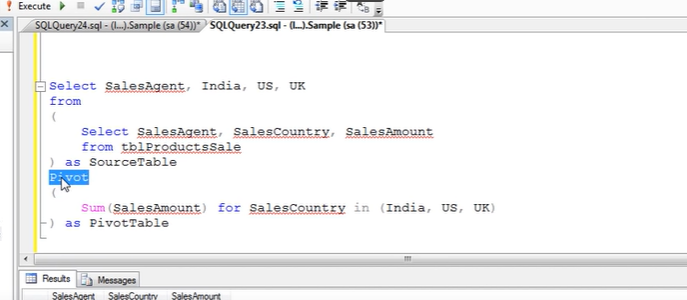 Execute
SQLQuery24.sql - (l...).Sample (sa (54))* SQLQuery23.sql - (l...).Sample (sa (53))*
Select SalesAgent, India, US, UK
from
(
Select SalesAgent, SalesCountry, SalesAmount
from tblProductsSale
) as SourceTable
Pivot
(
Sum(SalesAmount) for SalesCountry in (India, US, UK)
) as PivotTable
Results Messages
SalesAgent SalesCountry SalesAmount